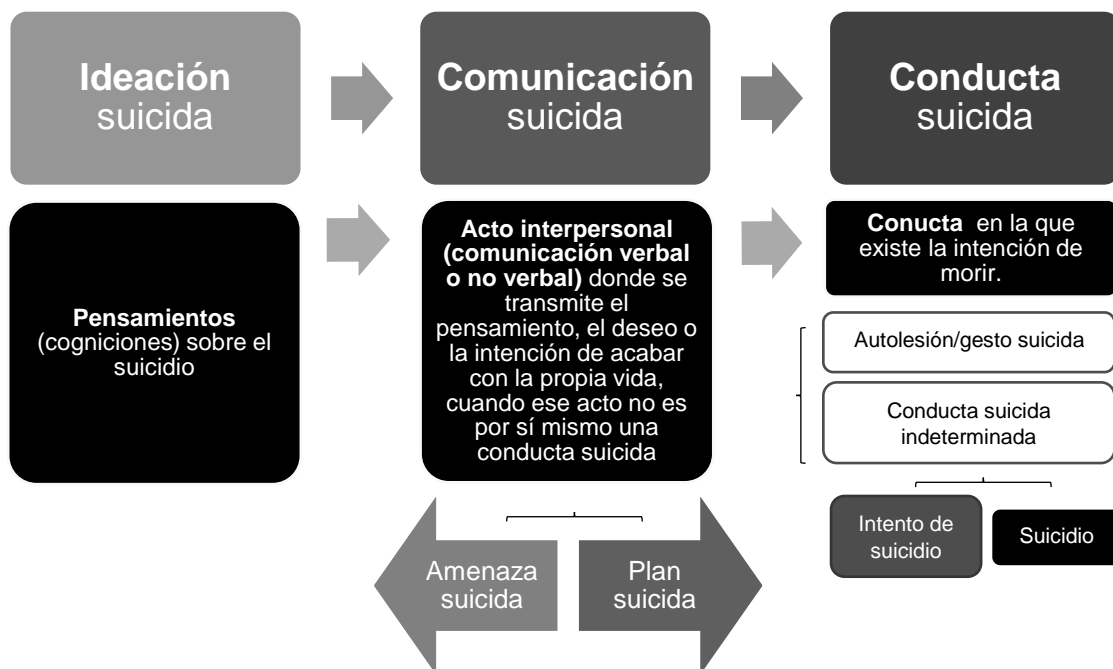 Ideación
suicida
Comunicación
suicida
Conducta
suicida
Pensamientos
(cogniciones) sobre el
suicidio
Acto interpersonal
(comunicación verbal
o no verbal) donde se
transmite el
pensamiento, el deseo o
la intención de acabar
con la propia vida,
cuando ese acto no es
por sí mismo una
conducta suicida
Conucta en la que
existe la intención de
morir.
Autolesión/gesto suicida
Conducta suicida
indeterminada
Intento de
suicidio
Suicidio
Amenaza
suicida
Plan
suicida